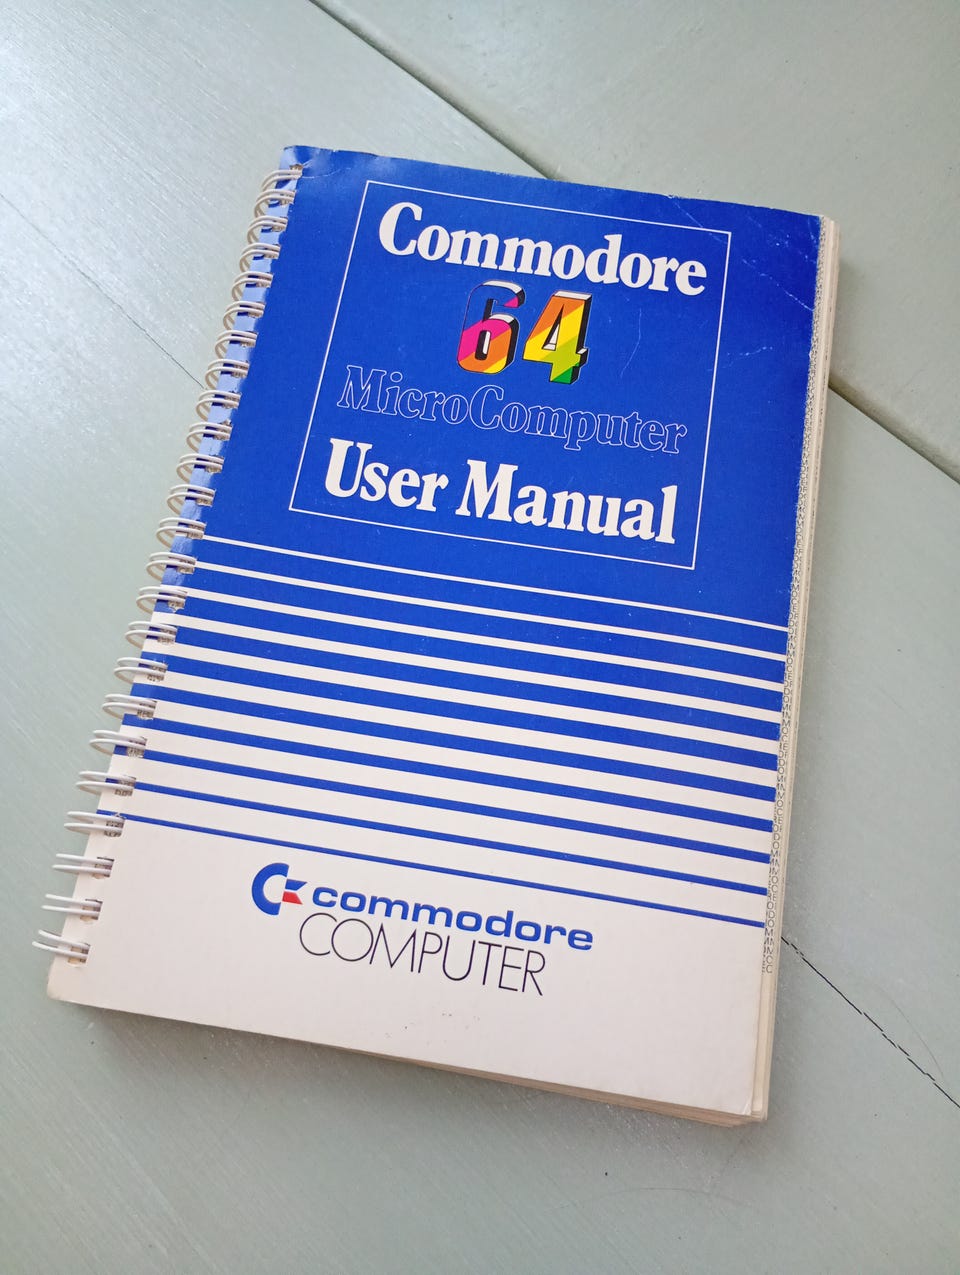 Commodore
64
MicroComputer
User Manual
commodore
COMPUTER